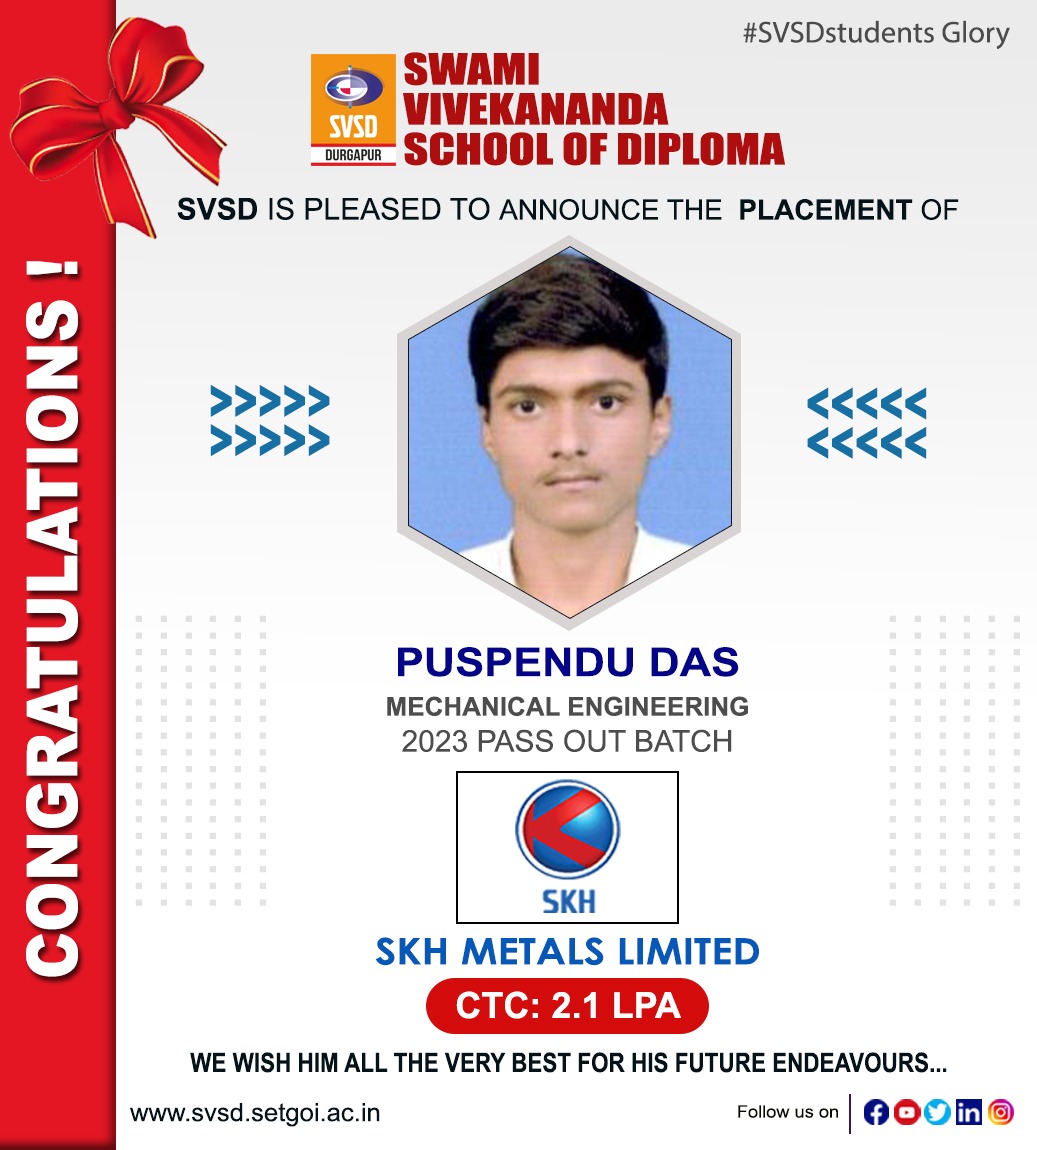 #SVSDstudents Glory
SVSD
DURGAPUR
SWAMI
VIVEKANANDA
SCHOOL OF DIPLOMA
SVSD IS PLEASED TO ANNOUNCE THE PLACEMENT OF
CONGRATULATIONS !
>>>>> <<<<<
>>>>> <<<<<
PUSPENDU DAS
MECHANICAL ENGINEERING
2023 PASS OUT BATCH
SKH
SKH METALS LIMITED
CTC: 2.1 LPA
WE WISH HIM ALL THE VERY BEST FOR HIS FUTURE ENDEAVOURS...
www.svsd.setgoi.ac.in
Follow us on